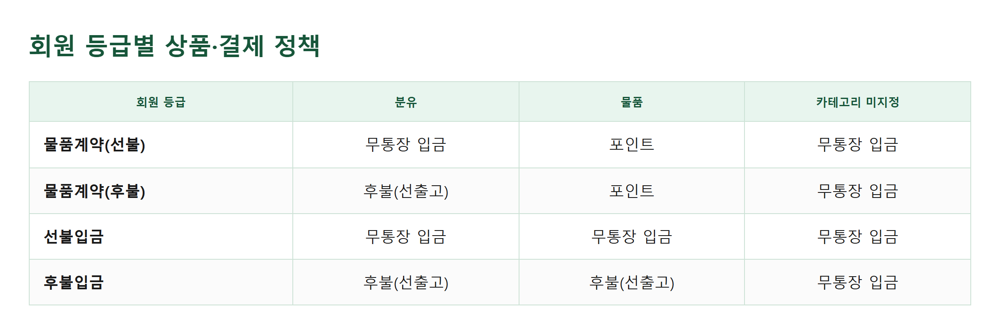 회원 등급별 상품·결제 정책
회원 등급 분유 물품 카테고리 미지정
물품계약(선불) 무통장 입금 포인트 무통장 입금
물품계약(후불) 후불(선출고) 포인트 무통장 입금
선불입금 무통장 입금 무통장 입금 무통장 입금
후불입금 후불(선출고) 후불(선출고) 무통장 입금